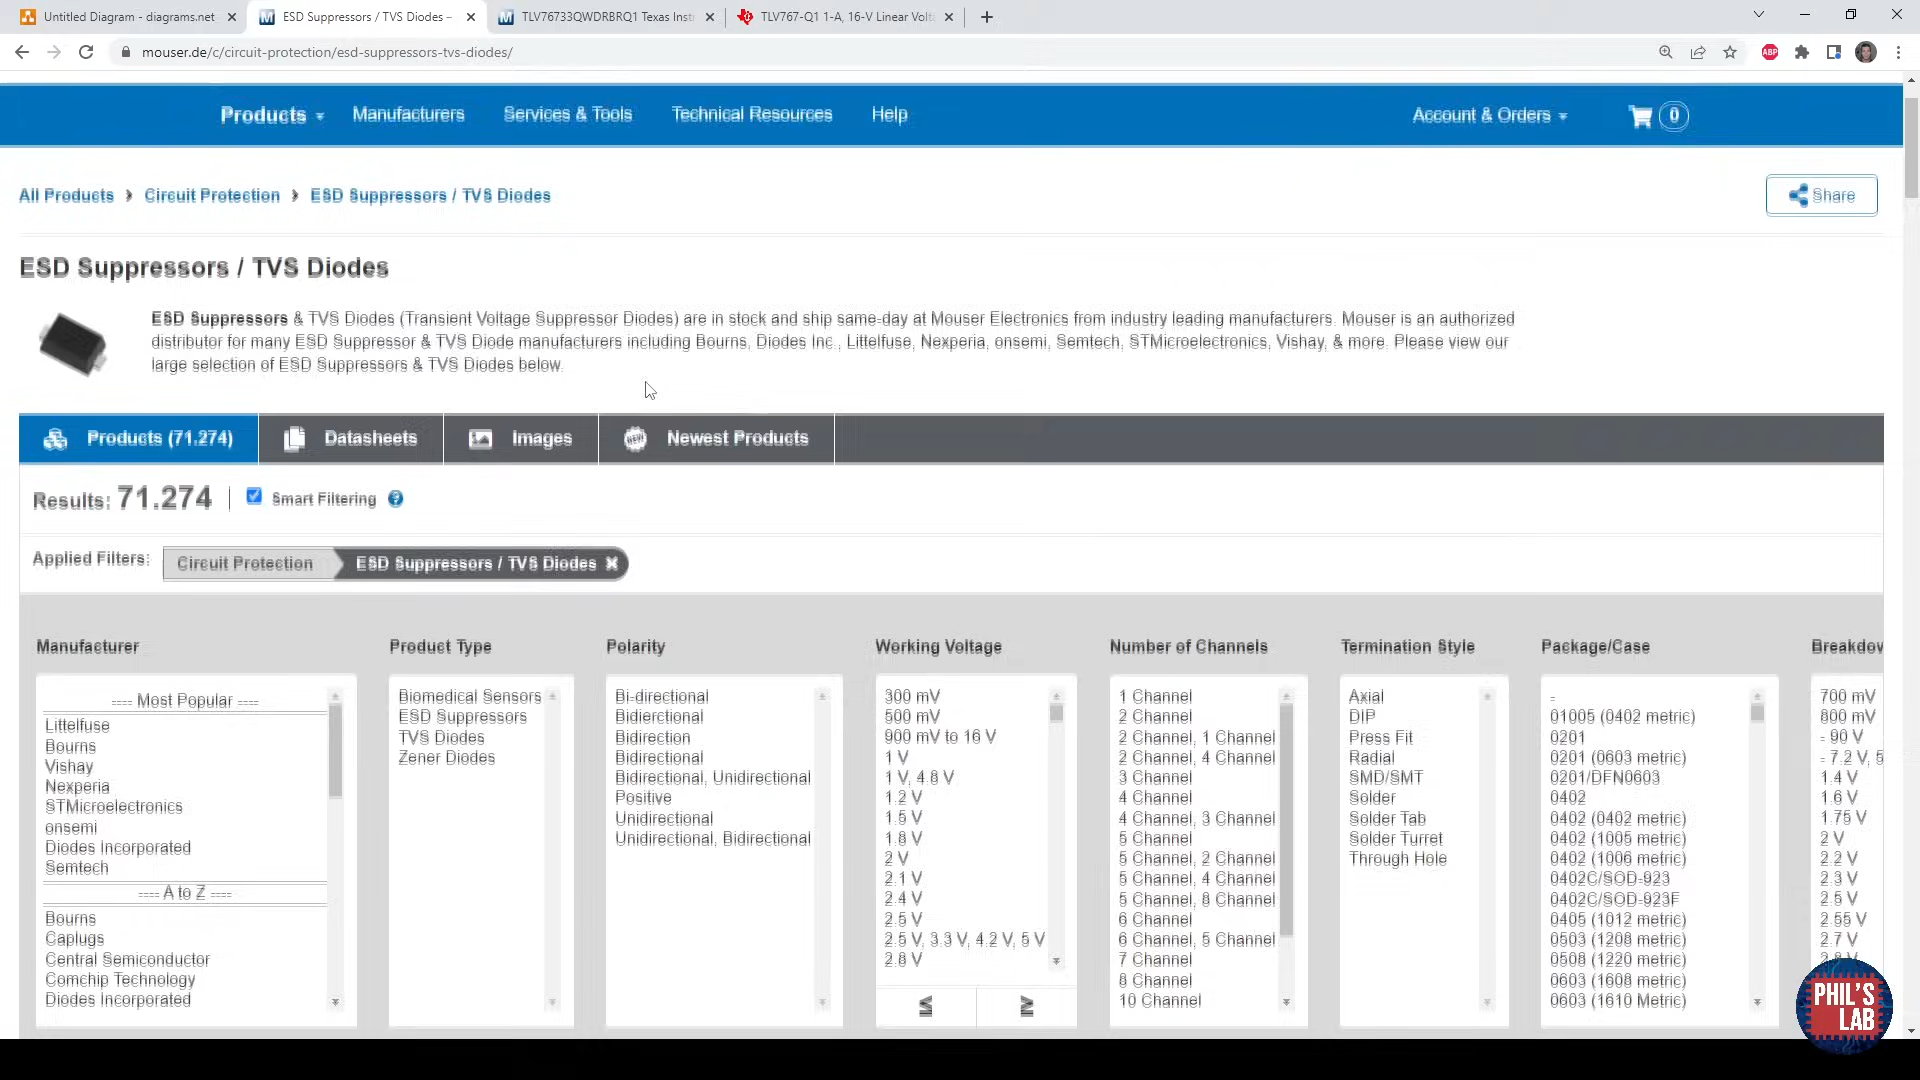 Untitled Diagram - diagrams.net
ESD Suppressors / TVS Diodes –
TLV76733QWDRBRQ1 Texas Inst
TLV767-Q1 1-A, 16-V Linear Volt
mouser.de/c/circuit-protection/esd-suppressors-tvs-diodes/
ABP
Products
Manufacturers
Services & Tools
Technical Resources
Help
Account & Orders
0
All Products
Circuit Protection
ESD Suppressors / TVS Diodes
Share
ESD Suppressors / TVS Diodes
ESD Suppressors & TVS Diodes (Transient Voltage Suppressor Diodes) are in stock and ship same-day at Mouser Electronics from industry leading manufacturers. Mouser is an authorized
distributor for many ESD Suppressor & TVS Diode manufacturers including Bourns, Diodes Inc., Littelfuse, Nexperia, onsemi, Semtech, STMicroelectronics, Vishay, & more. Please view our
large selection of ESD Suppressors & TVS Diodes below.
Products (71.274)
Datasheets
Images
NEW
Newest Products
Results: 71.274
Smart Filtering
?
Applied Filters:
Circuit Protection
ESD Suppressors / TVS Diodes
Manufacturer
---- Most Popular ----
Littelfuse
Bourns
Vishay
Nexperia
STMicroelectronics
onsemi
Diodes Incorporated
Semtech
---- A to Z ----
Bourns
Caplugs
Central Semiconductor
Comchip Technology
Diodes Incorporated
Product Type
Biomedical Sensors
ESD Suppressors
TVS Diodes
Zener Diodes
Polarity
Bi-directional
Bidierctional
Bidirection
Bidirectional
Bidirectional, Unidirectional
Positive
Unidirectional
Unidirectional, Bidirectional
Working Voltage
300 mV
500 mV
900 mV to 16 V
1 V
1 V, 4.8 V
1.2 V
1.5 V
1.8 V
2 V
2.1 V
2.4 V
2.5 V
2.5 V, 3.3 V, 4.2 V, 5 V
2.8 V
≤
≥
Number of Channels
1 Channel
2 Channel
2 Channel, 1 Channel
2 Channel, 4 Channel
3 Channel
4 Channel
4 Channel, 3 Channel
5 Channel
5 Channel, 2 Channel
5 Channel, 4 Channel
5 Channel, 8 Channel
6 Channel
6 Channel, 5 Channel
7 Channel
8 Channel
10 Channel
Termination Style
Axial
DIP
Press Fit
Radial
SMD/SMT
Solder
Solder Tab
Solder Turret
Through Hole
Package/Case
-
01005 (0402 metric)
0201
0201 (0603 metric)
0201/DFN0603
0402
0402 (0402 metric)
0402 (1005 metric)
0402 (1006 metric)
0402C/SOD-923
0402C/SOD-923F
0405 (1012 metric)
0503 (1208 metric)
0508 (1220 metric)
0603 (1608 metric)
0603 (1610 Metric)
Breakdow
700 mV
800 mV
- 90 V
- 7.2 V, 5
1.4 V
1.6 V
1.75 V
2 V
2.2 V
2.3 V
2.5 V
2.55 V
2.7 V
PHIL'S
LAB